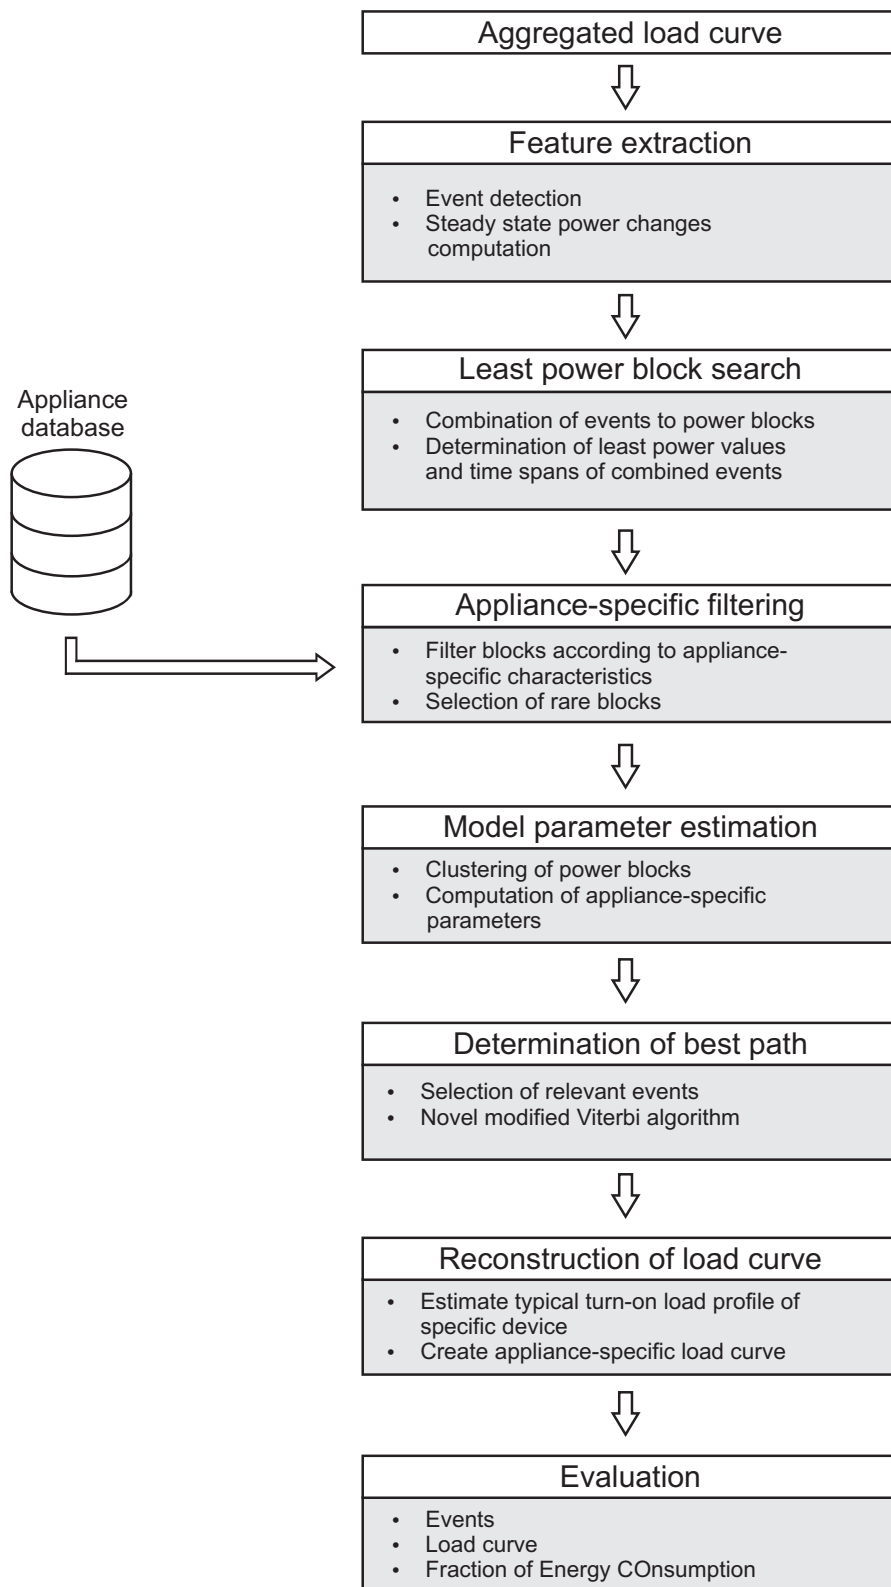 Aggregated load curve
Feature extraction
• Event detection
• Steady state power changes
computation
Least power block search
• Combination of events to power blocks
• Determination of least power values
and time spans of combined events
Appliance
database
Appliance-specific filtering
• Filter blocks according to appliance-
specific characteristics
• Selection of rare blocks
Model parameter estimation
• Clustering of power blocks
• Computation of appliance-specific
parameters
Determination of best path
• Selection of relevant events
• Novel modified Viterbi algorithm
Reconstruction of load curve
• Estimate typical turn-on load profile of
specific device
• Create appliance-specific load curve
Evaluation
• Events
• Load curve
• Fraction of Energy COnsumption